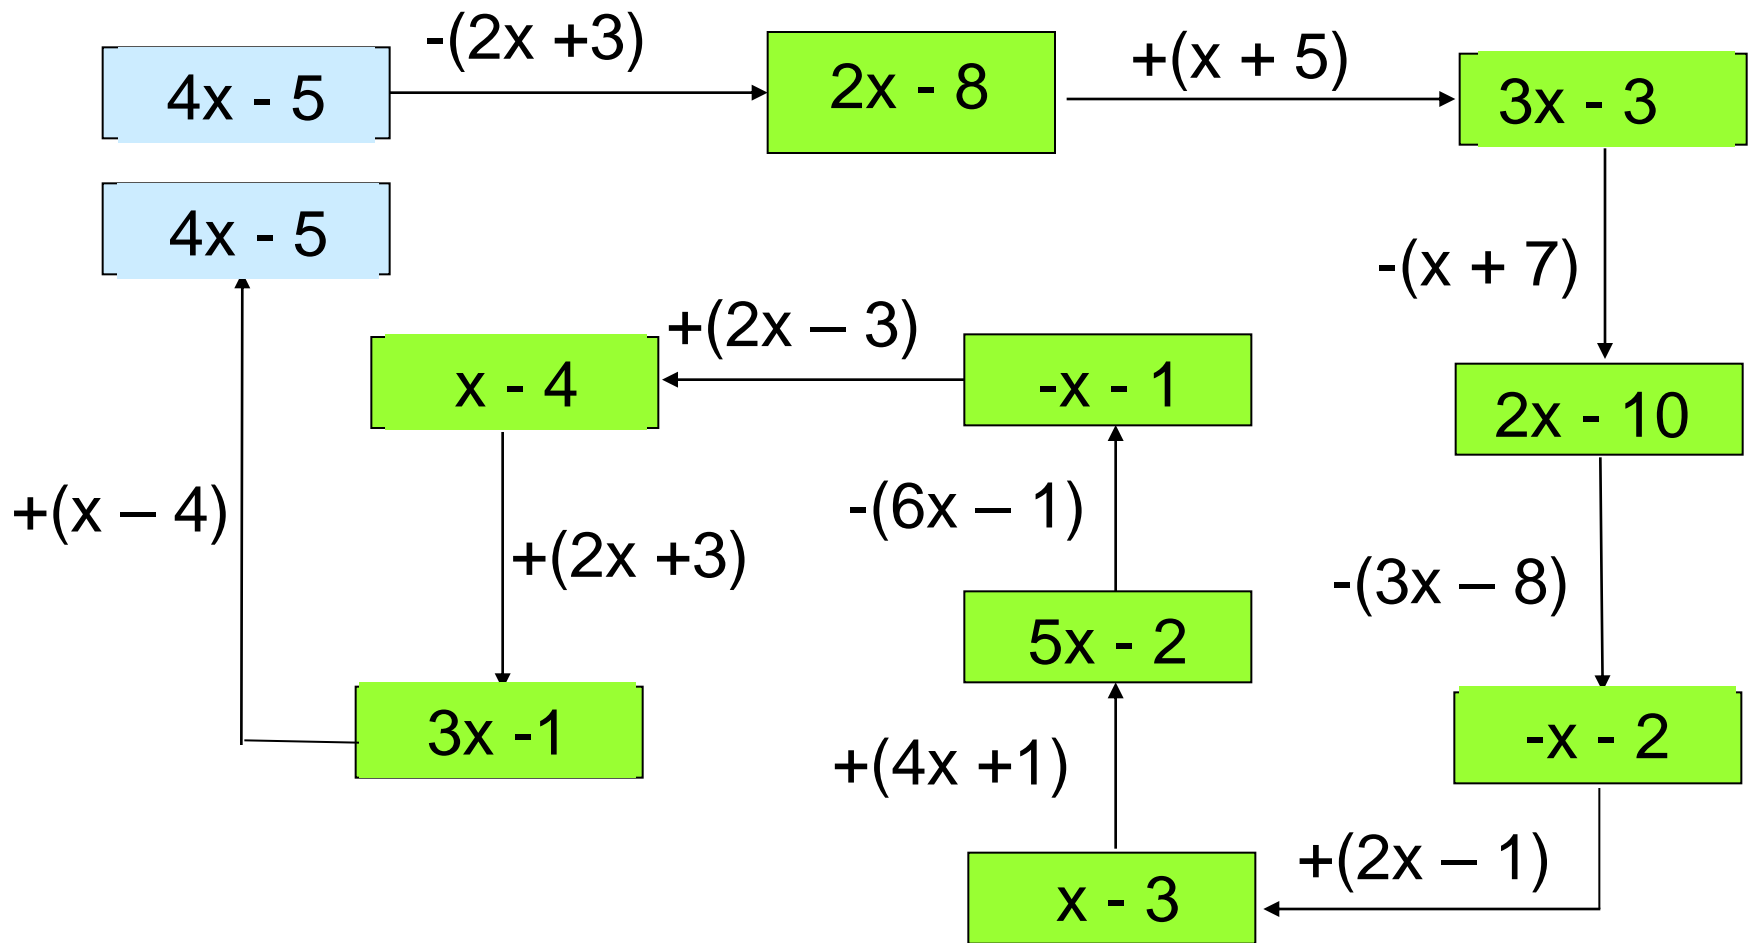 4x - 5
-(2x +3)
2x - 8
+(x + 5)
3x - 3
-(x + 7)
2x - 10
-(3x – 8)
-x - 2
+(2x – 1)
x - 3
+(4x +1)
5x - 2
-(6x – 1)
-x - 1
+(2x – 3)
x - 4
+(2x +3)
3x -1
+(x – 4)
4x - 5